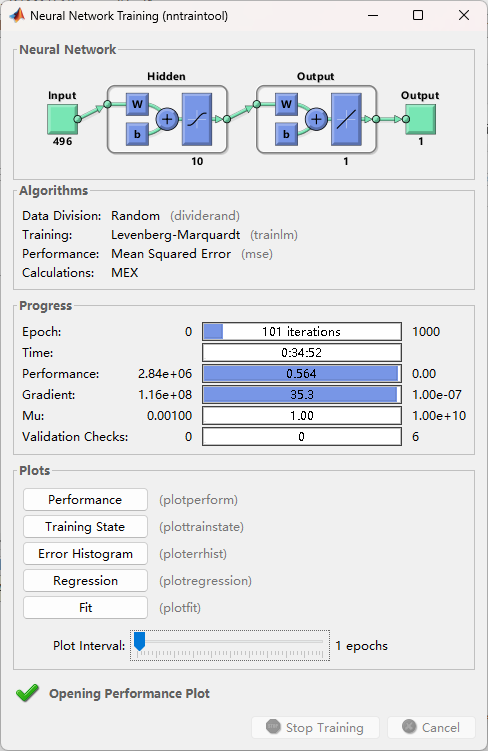 Neural Network Training (nntraintool)
Neural Network
Hidden
Output
Input
W
b
+
W
b
+
Output
496
10
1
1
Algorithms
Data Division: Random (dividerand)
Training: Levenberg-Marquardt (trainlm)
Performance: Mean Squared Error (mse)
Calculations: MEX
Progress
Epoch: 0 101 iterations 1000
Time: 0:34:52
Performance: 2.84e+06 0.564 0.00
Gradient: 1.16e+08 35.3 1.00e-07
Mu: 0.00100 1.00 1.00e+10
Validation Checks: 0 0 6
Plots
Performance (plotperform)
Training State (plottrainstate)
Error Histogram (ploterrhist)
Regression (plotregression)
Fit (plotfit)
Plot Interval: 1 epochs
Opening Performance Plot
Stop Training Cancel